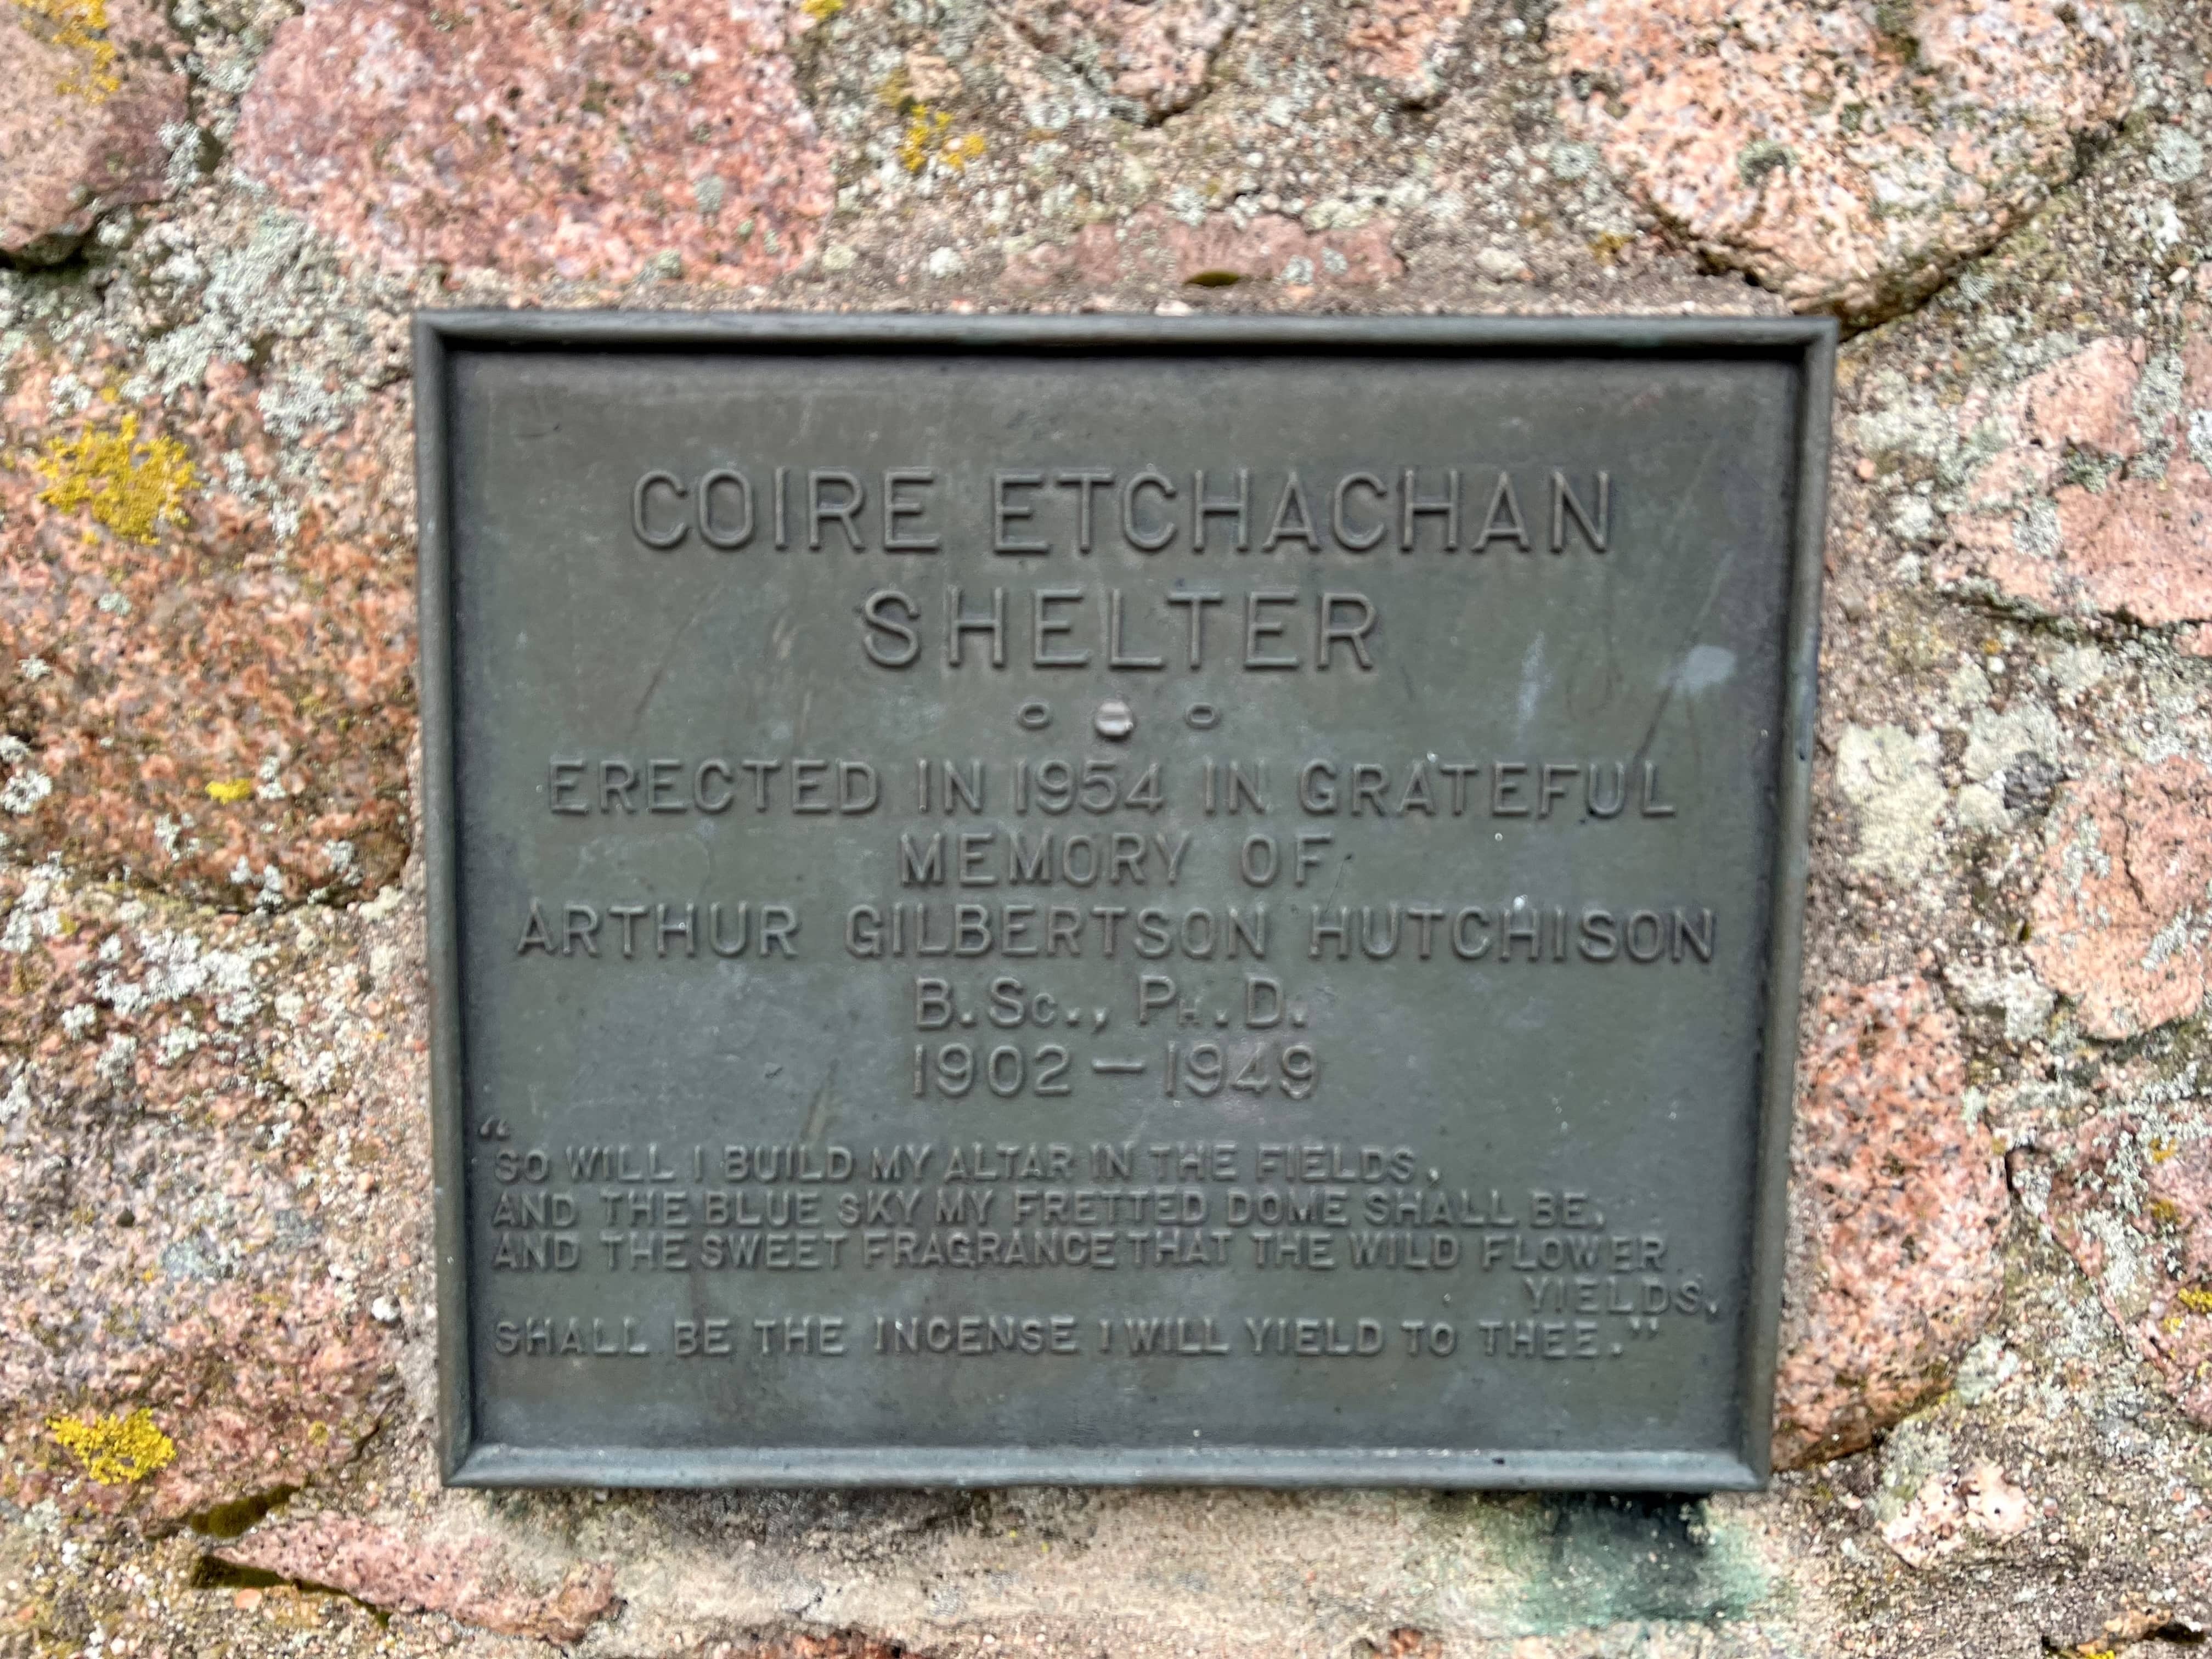 COIRE ETCHACHAN
SHELTER
ERECTED IN 1954 IN GRATEFUL
MEMORY OF
ARTHUR GILBERTSON HUTCHISON
B.Sc., PH.D.
1902 – 1949
“SO WILL I BUILD MY ALTAR IN THE FIELDS,
AND THE BLUE SKY MY FRETTED DOME SHALL BE,
AND THE SWEET FRAGRANCE THAT THE WILD FLOWER
YIELDS,
SHALL BE THE INCENSE I WILL YIELD TO THEE.”